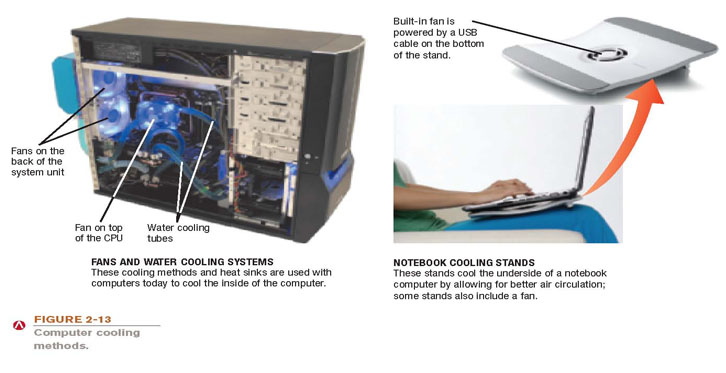 Built-in fan is
powered by a USB
cable on the bottom
of the stand.
Fans on the
back of the
system unit
Fan on top
of the CPU
Water cooling
tubes
FANS AND WATER COOLING SYSTEMS
These cooling methods and heat sinks are used with
computers today to cool the inside of the computer.
NOTEBOOK COOLING STANDS
These stands cool the underside of a notebook
computer by allowing for better air circulation;
some stands also include a fan.
FIGURE 2-13
Computer cooling
methods.